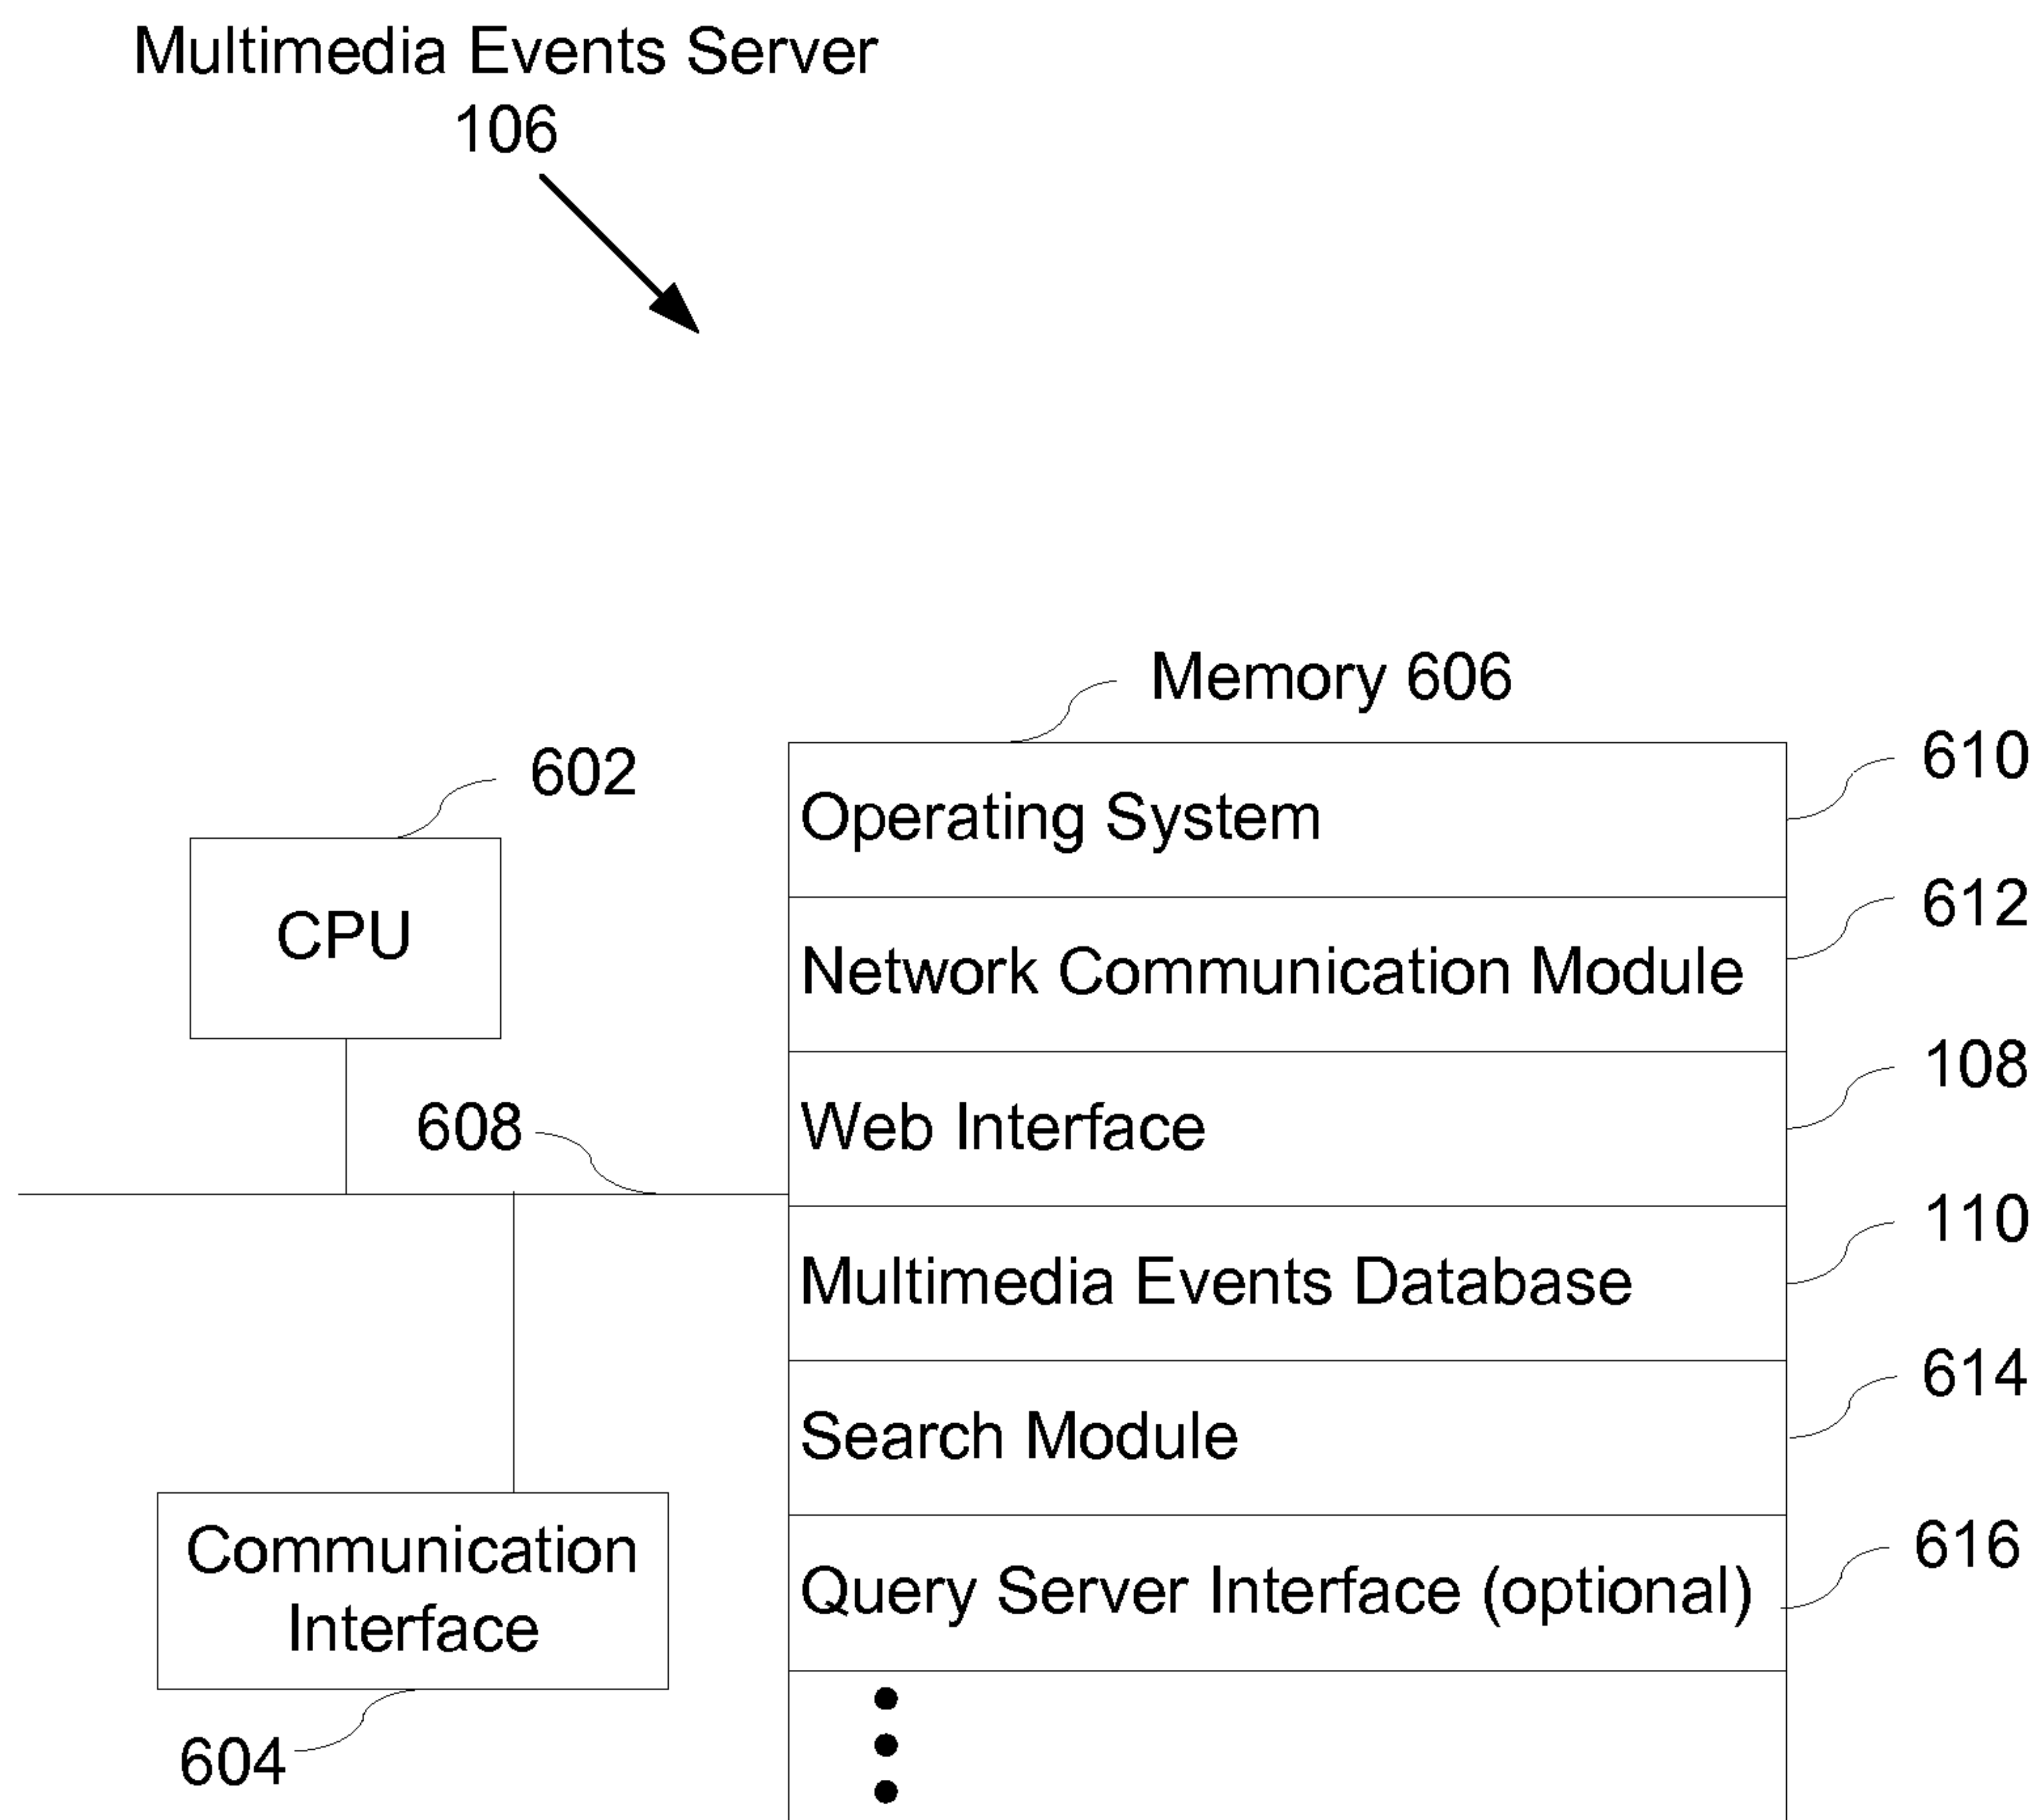 Multimedia Events Server
106
Memory 606
610
602
Operating System
612
CPU
Network Communication Module
108
608
Web Interface
110
Multimedia Events Database
614
Search Module
616
Communication
Interface
Query Server Interface (optional)
604